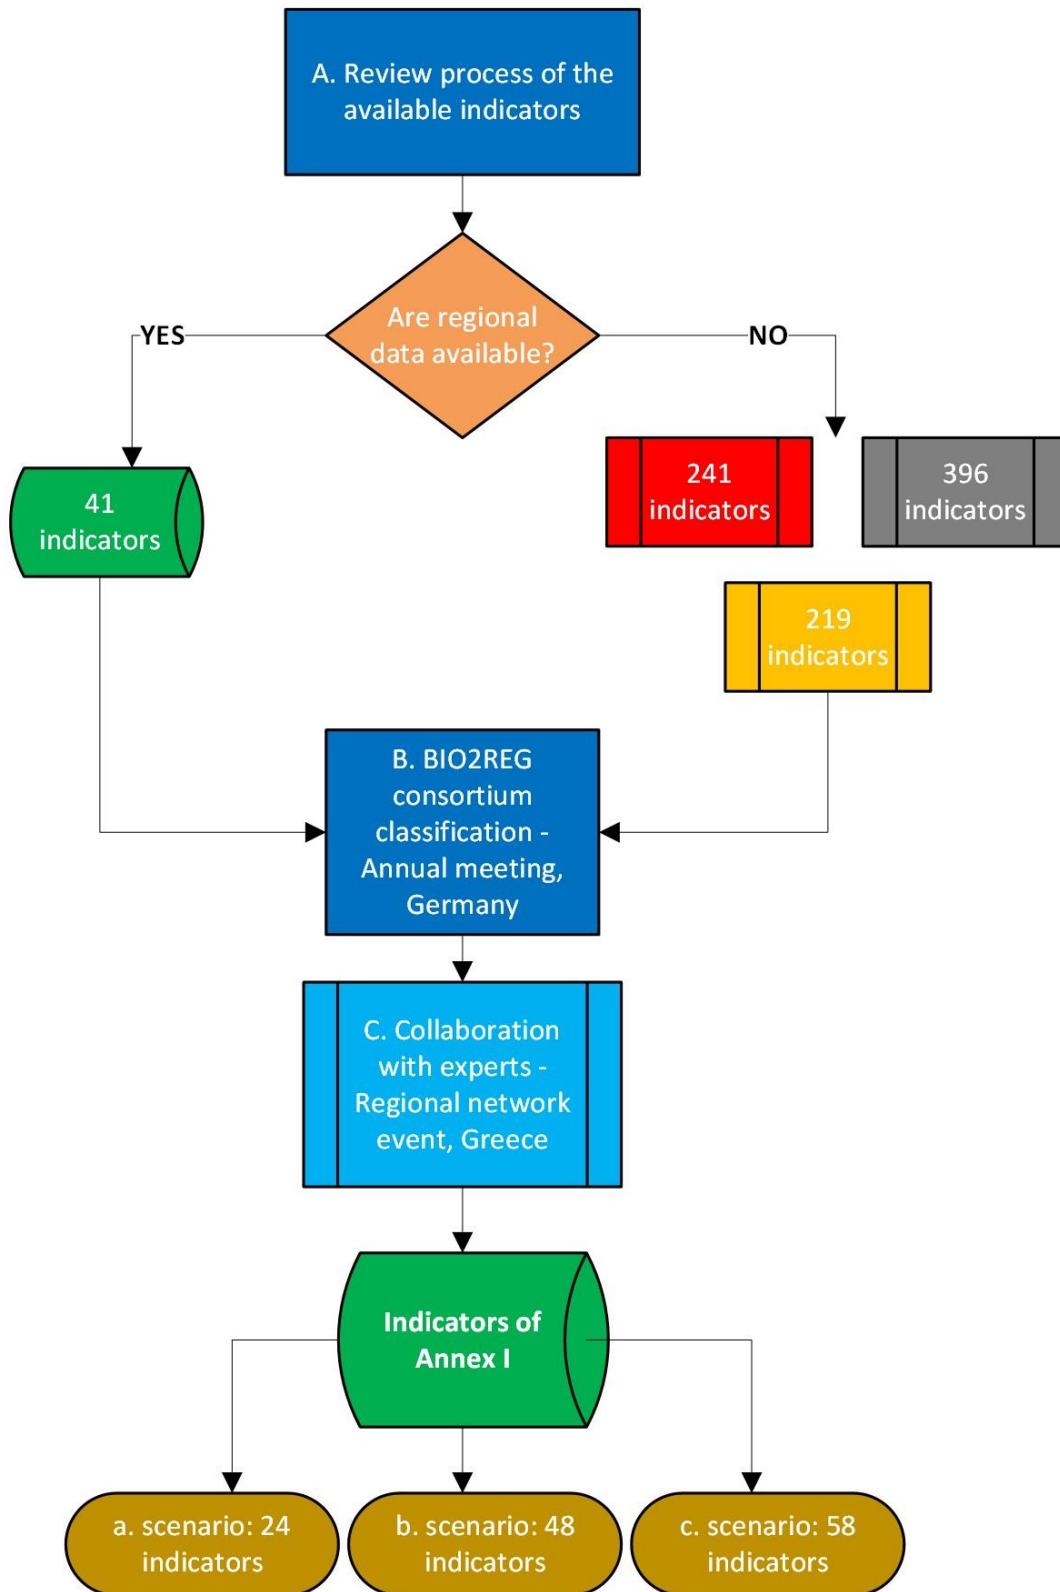 A. Review process of the
available indicators
Are regional
data available?
YES
NO
41
indicators
241
indicators
396
indicators
219
indicators
B. BIO2REG
consortium
classification -
Annual meeting,
Germany
C. Collaboration
with experts -
Regional network
event, Greece
Indicators of
Annex I
a. scenario: 24
indicators
b. scenario: 48
indicators
c. scenario: 58
indicators